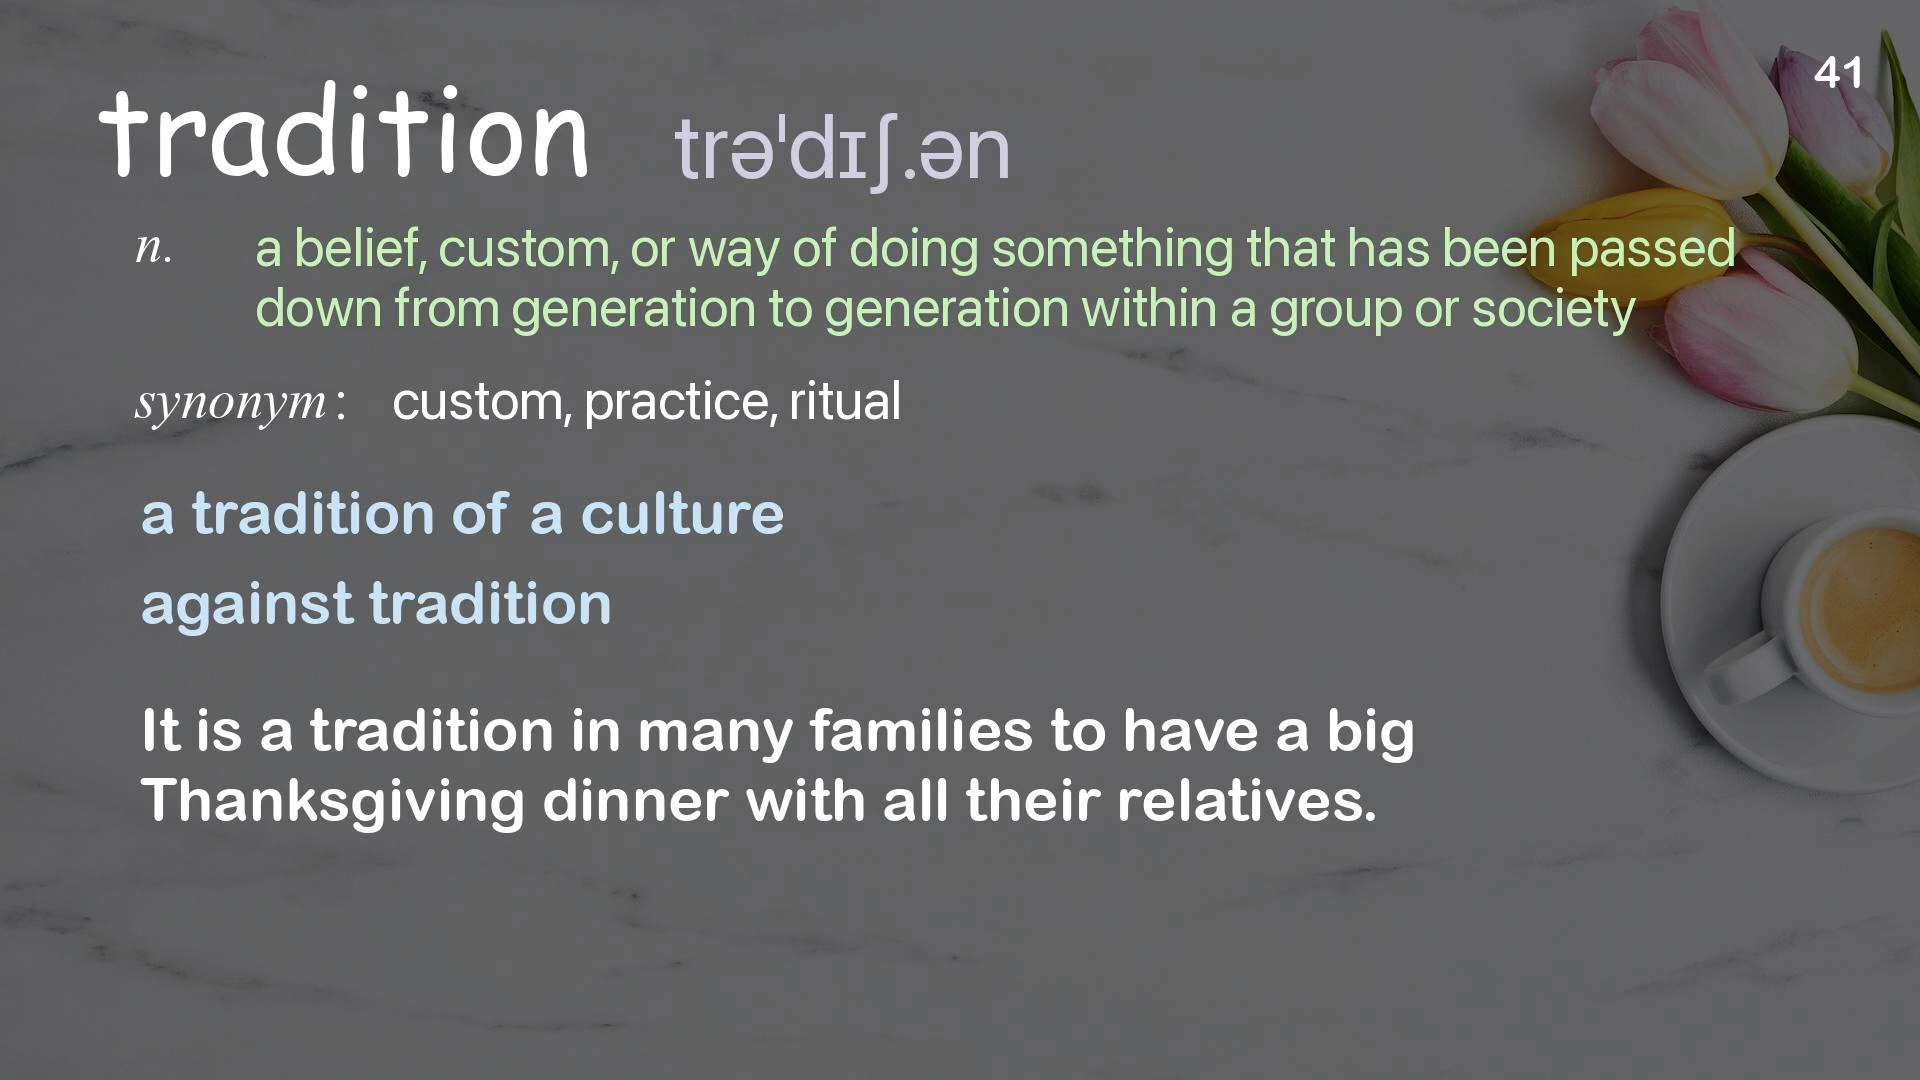 41
tradition trəˈdɪʃ.ən
n. a belief, custom, or way of doing something that has been passed
down from generation to generation within a group or society
synonym: custom, practice, ritual
a tradition of a culture
against tradition
It is a tradition in many families to have a big
Thanksgiving dinner with all their relatives.